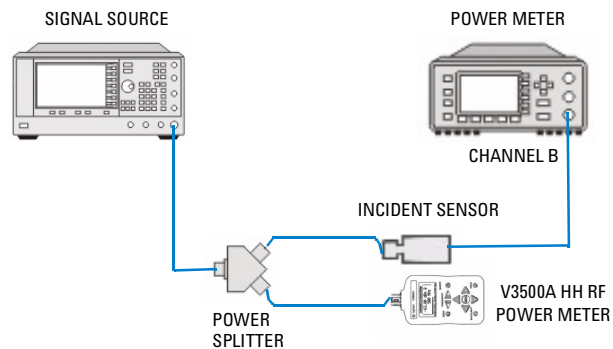 SIGNAL SOURCE
POWER METER
CHANNEL B
INCIDENT SENSOR
POWER
SPLITTER
V3500A HH RF
POWER METER